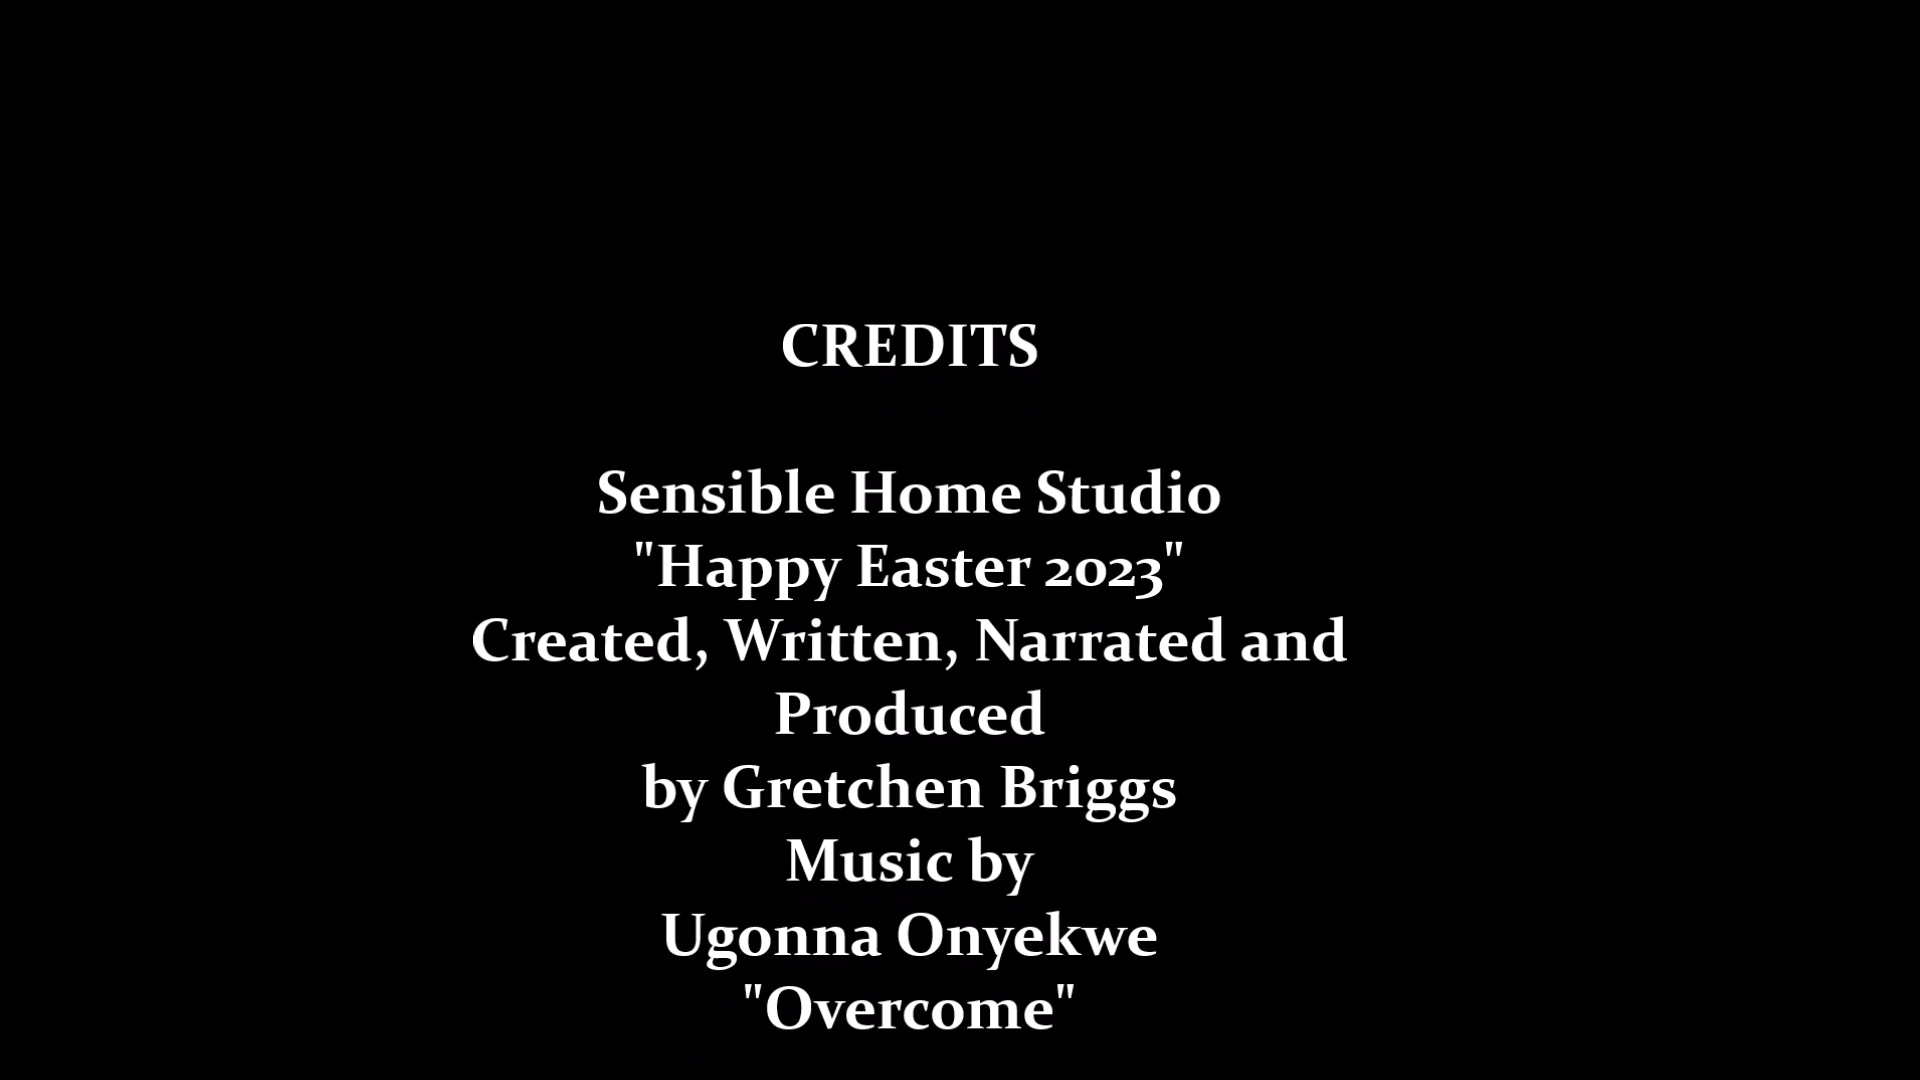 CREDITS
Sensible Home Studio
"Happy Easter 2023"
Created, Written, Narrated and
Produced
by Gretchen Briggs
Music by
Ugonna Onyekwe
"Overcome"